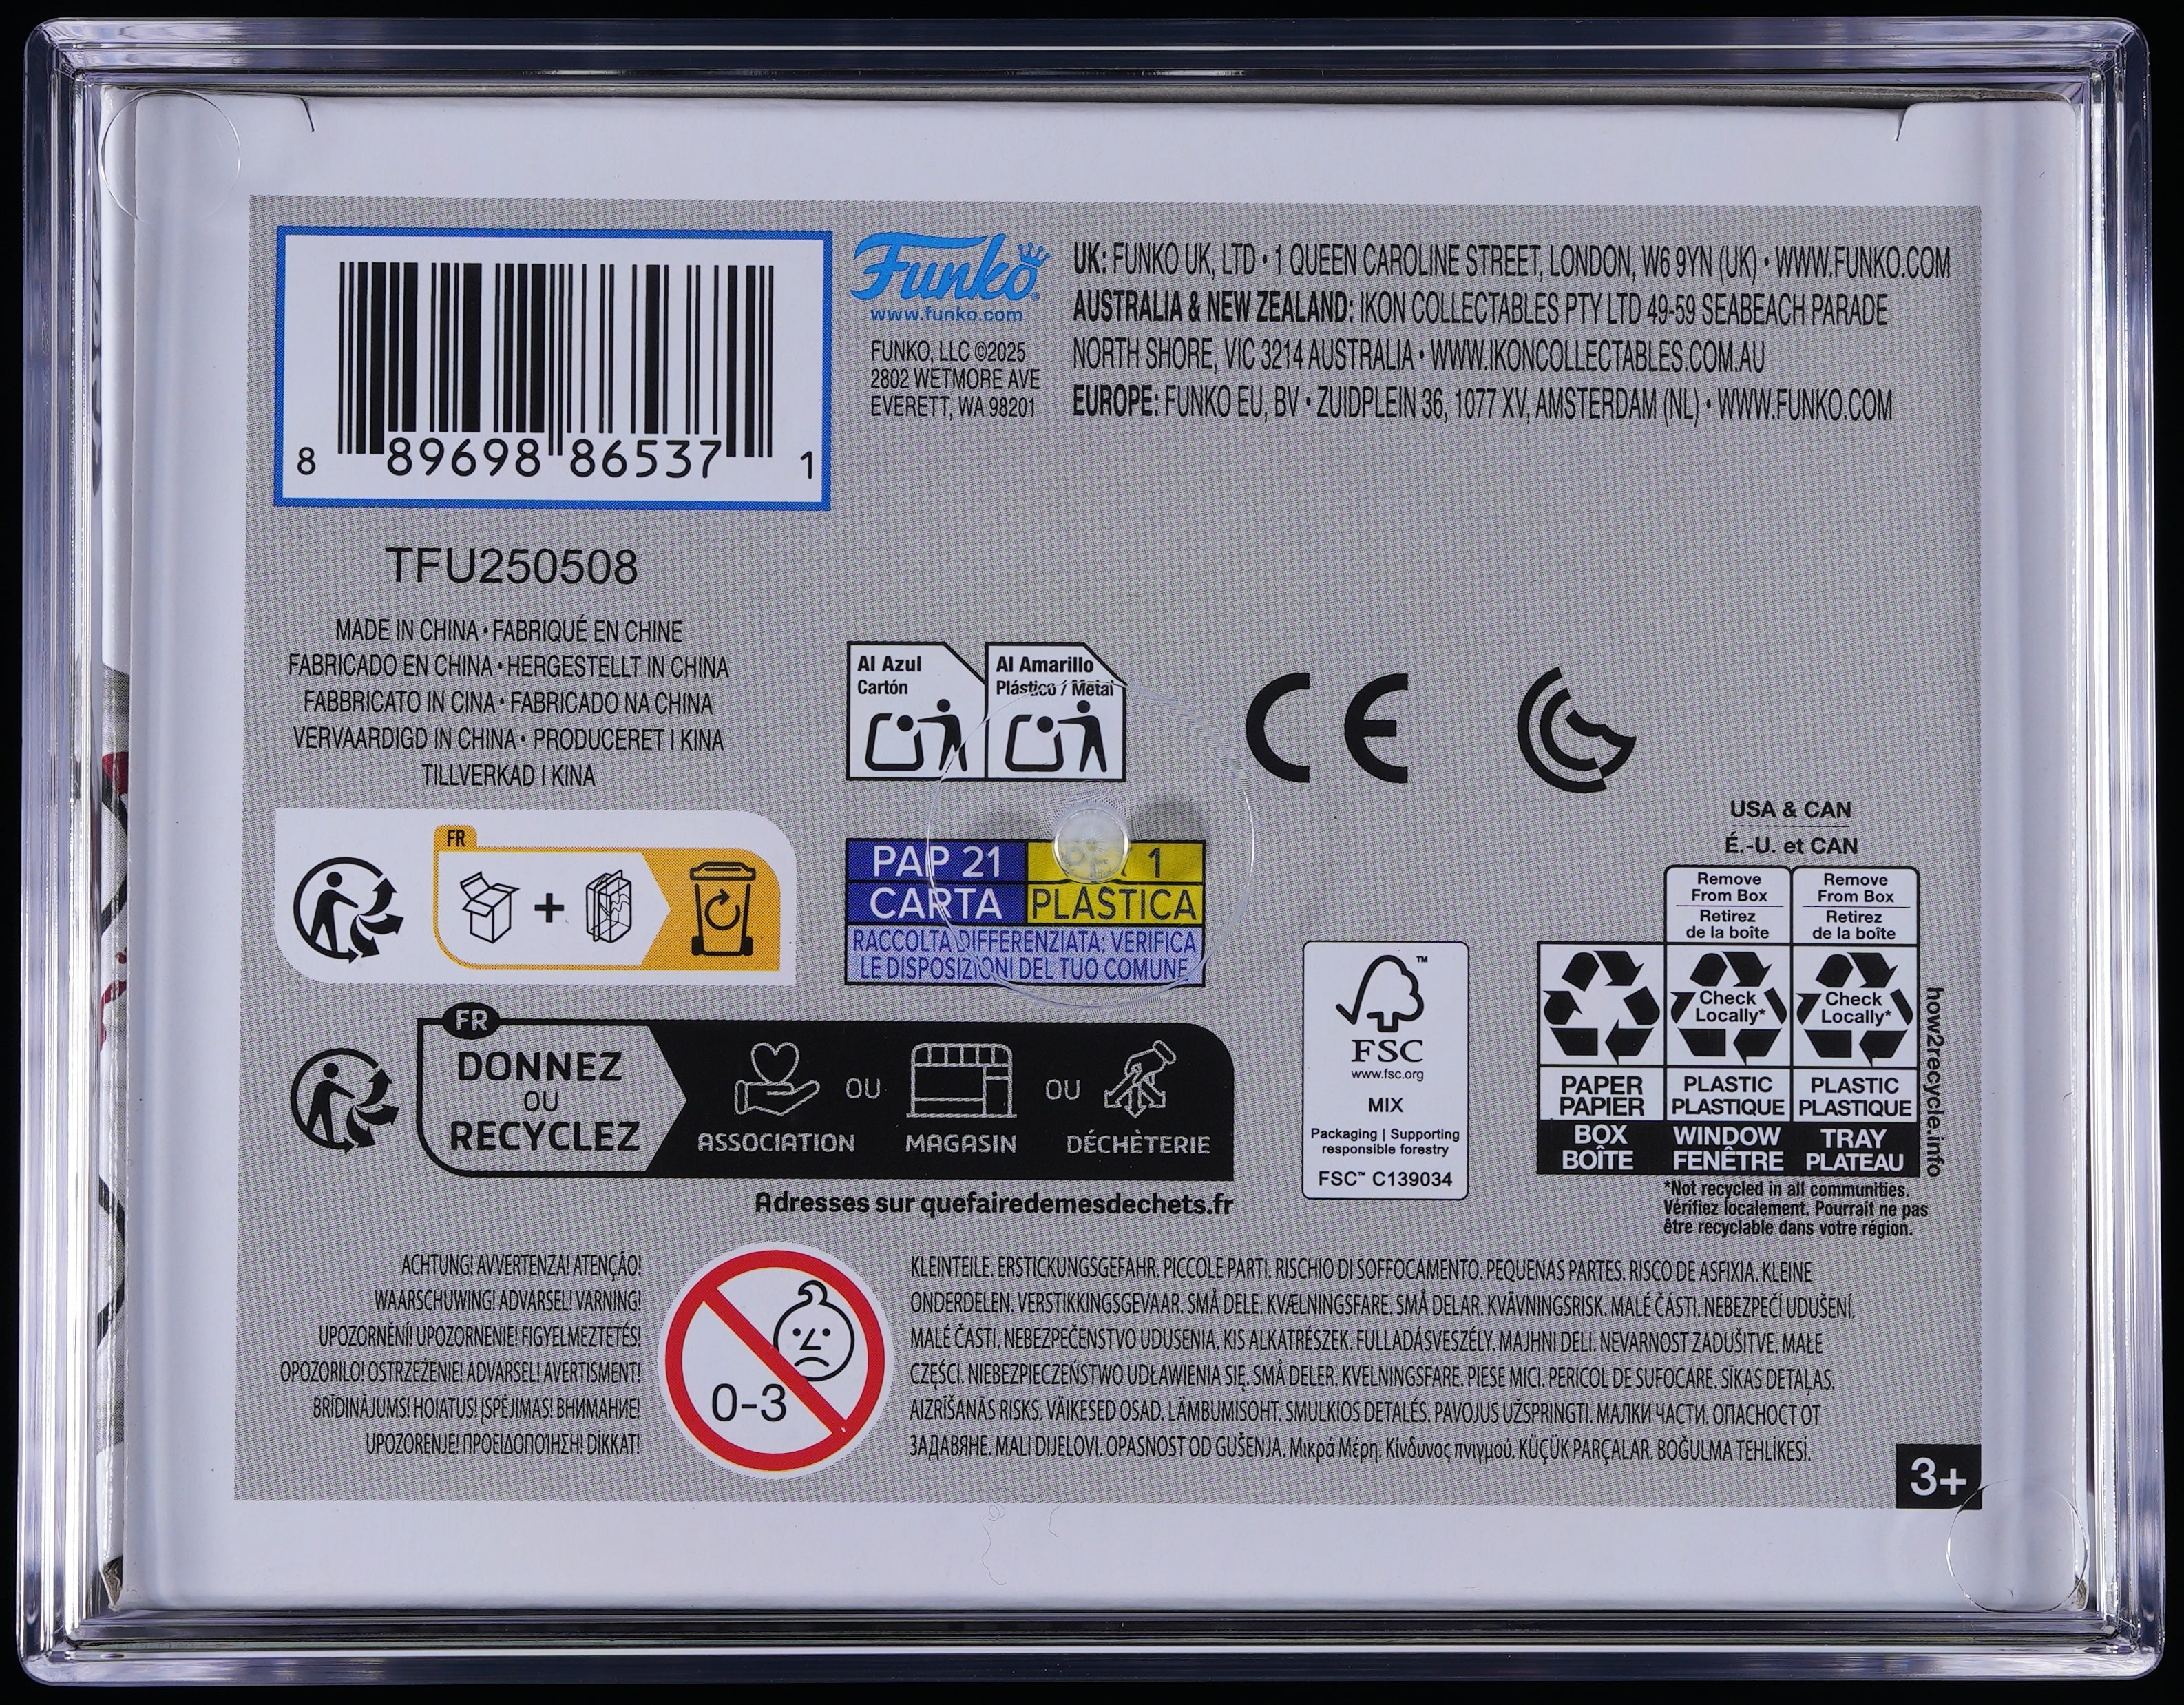 8 89698 86537 1
Funko
www.funko.com
FUNKO, LLC ©2025
2802 WETMORE AVE
EVERETT, WA 98201
UK: FUNKO UK, LTD • 1 QUEEN CAROLINE STREET, LONDON, W6 9YN (UK) • WWW.FUNKO.COM
AUSTRALIA & NEW ZEALAND: IKON COLLECTABLES PTY LTD 49-59 SEABEACH PARADE
NORTH SHORE, VIC 3214 AUSTRALIA • WWW.IKONCOLLECTABLES.COM.AU
EUROPE: FUNKO EU, BV • ZUIDPLEIN 36, 1077 XV, AMSTERDAM (NL) • WWW.FUNKO.COM
TFU250508
MADE IN CHINA • FABRIQUÉ EN CHINE
FABRICADO EN CHINA • HERGESTELLT IN CHINA
FABBRICATO IN CINA • FABRICADO NA CHINA
VERVAARDIGD IN CHINA • PRODUCERET I KINA
TILLVERKAD I KINA
Al Azul
Cartón
Al Amarillo
Plástico / Metal
CE
FR
+
PAP 21
1
CARTA
PLASTICA
RACCOLTA DIFFERENZIATA: VERIFICA
LE DISPOSIZIONI DEL TUO COMUNE
FR
DONNEZ
OU
RECYCLEZ
ASSOCIATION
OU
MAGASIN
OU
DÉCHÈTERIE
Adresses sur quefairedemesdechets.fr
™
FSC
www.fsc.org
MIX
Packaging | Supporting
responsible forestry
FSC™ C139034
USA & CAN
É.-U. et CAN
Remove
From Box
Retirez
de la boîte
Remove
From Box
Retirez
de la boîte
Check
Locally*
Check
Locally*
PAPER
PAPIER
PLASTIC
PLASTIQUE
PLASTIC
PLASTIQUE
BOX
BOÎTE
WINDOW
FENÊTRE
TRAY
PLATEAU
how2recycle.info
*Not recycled in all communities.
Vérifiez localement. Pourrait ne pas
être recyclable dans votre région.
ACHTUNG! AVVERTENZA! ATENÇÃO!
WAARSCHUWING! ADVARSEL! VARNING!
UPOZORNĚNÍ! UPOZORNENIE! FIGYELMEZTETÉS!
OPOZORILO! OSTRZEŻENIE! ADVARSEL! AVERTISMENT!
BRĪDINĀJUMS! HOIATUS! ĮSPĖJIMAS! ВНИМАНИЕ!
UPOZORENJE! ΠΡΟΕΙΔΟΠΟΊΗΣΗ! DİKKAT!
0-3
KLEINTEILE. ERSTICKUNGSGEFAHR. PICCOLE PARTI. RISCHIO DI SOFFOCAMENTO. PEQUENAS PARTES. RISCO DE ASFIXIA. KLEINE
ONDERDELEN. VERSTIKKINGSGEVAAR. SMÅ DELE. KVÆLNINGSFARE. SMÅ DELAR. KVÄVNINGSRISK. MALÉ ČÁSTI. NEBEZPEČÍ UDUŠENÍ.
MALÉ ČASTI. NEBEZPEČENSTVO UDUSENIA. KIS ALKATRÉSZEK. FULLADÁSVESZÉLY. MAJHNI DELI. NEVARNOST ZADUŠITVE. MAŁE
CZĘŚCI. NIEBEZPIECZEŃSTWO UDŁAWIENIA SIĘ. SMÅ DELER. KVELNINGSFARE. PIESE MICI. PERICOL DE SUFOCARE. SĪKAS DETAĻAS.
AIZRĪŠANĀS RISKS. VÄIKESED OSAD. LÄMBUMISOHT. SMULKIOS DETALĖS. PAVOJUS UŽSPRINGTI. МАЛКИ ЧАСТИ. ОПАСНОСТ ОТ
ЗАДАВЯНЕ. MALI DIJELOVI. OPASNOST OD GUŠENJA. Μικρά Μέρη. Κίνδυνος πνιγμού. KÜÇÜK PARÇALAR. BOĞULMA TEHLİKESİ.
3+